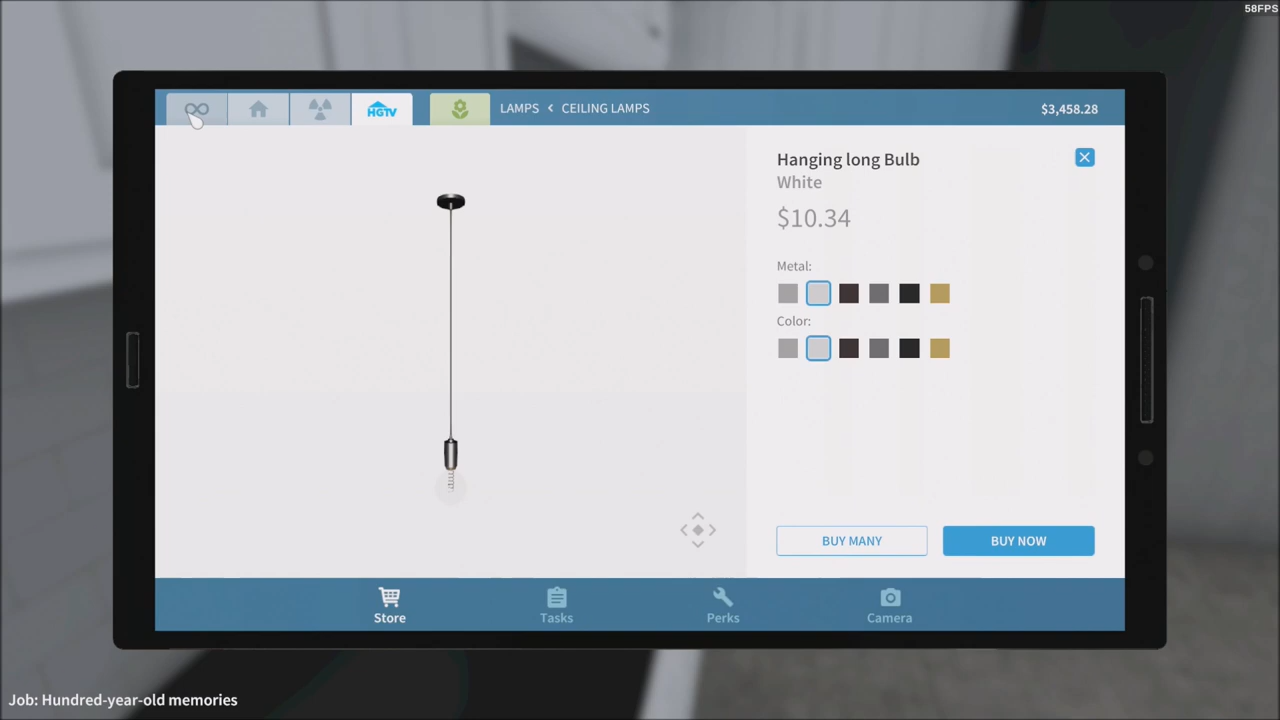 58FPS
HGTV
LAMPS < CEILING LAMPS
$3,458.28
Hanging long Bulb
White
$10.34
Metal:
Color:
BUY MANY
BUY NOW
Store
Tasks
Perks
Camera
Job: Hundred-year-old memories